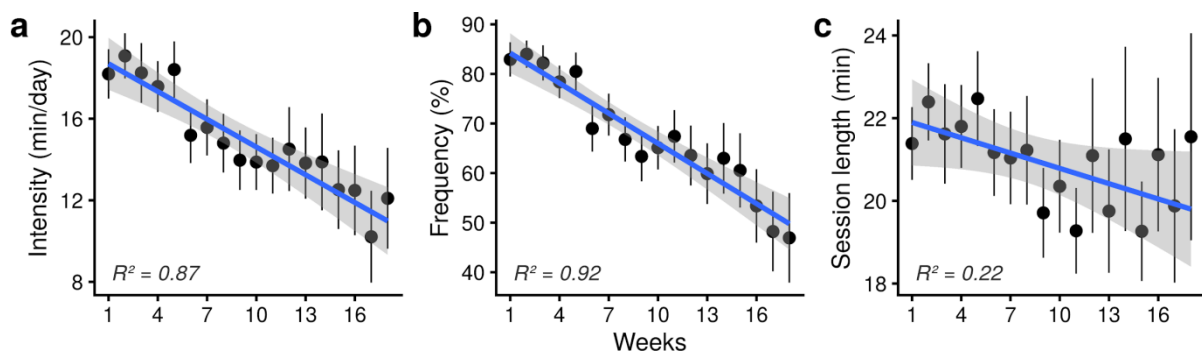 a
Intensity (min/day)
20
16
12
8
R² = 0.87
1 4 7 10 13 16
b
Frequency (%)
90
80
70
60
50
40
R² = 0.92
1 4 7 10 13 16
Weeks
c
Session length (min)
24
22
20
18
R² = 0.22
1 4 7 10 13 16